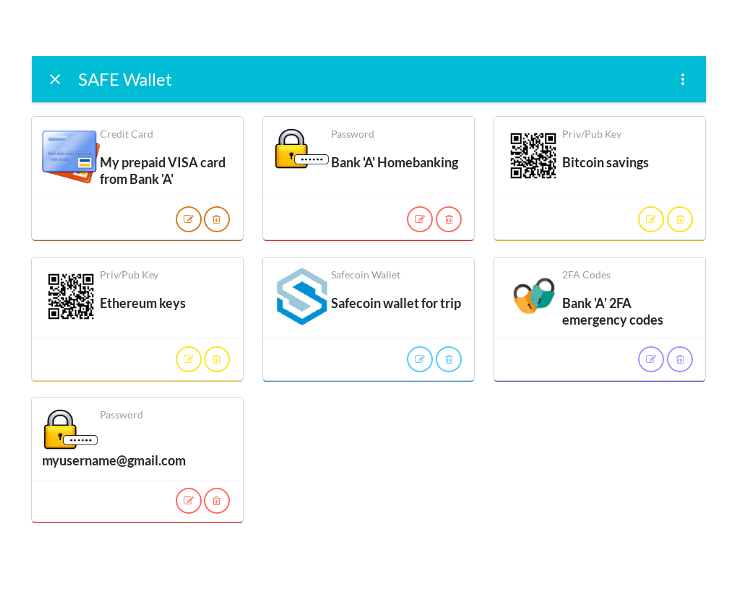 SAFE Wallet
Credit Card
My prepaid VISA card
from Bank 'A'
Password
Bank 'A' Homebanking
Priv/Pub Key
Bitcoin savings
Priv/Pub Key
Ethereum keys
Safecoin Wallet
Safecoin wallet for trip
2FA Codes
Bank 'A' 2FA
emergency codes
Password
myusername@gmail.com